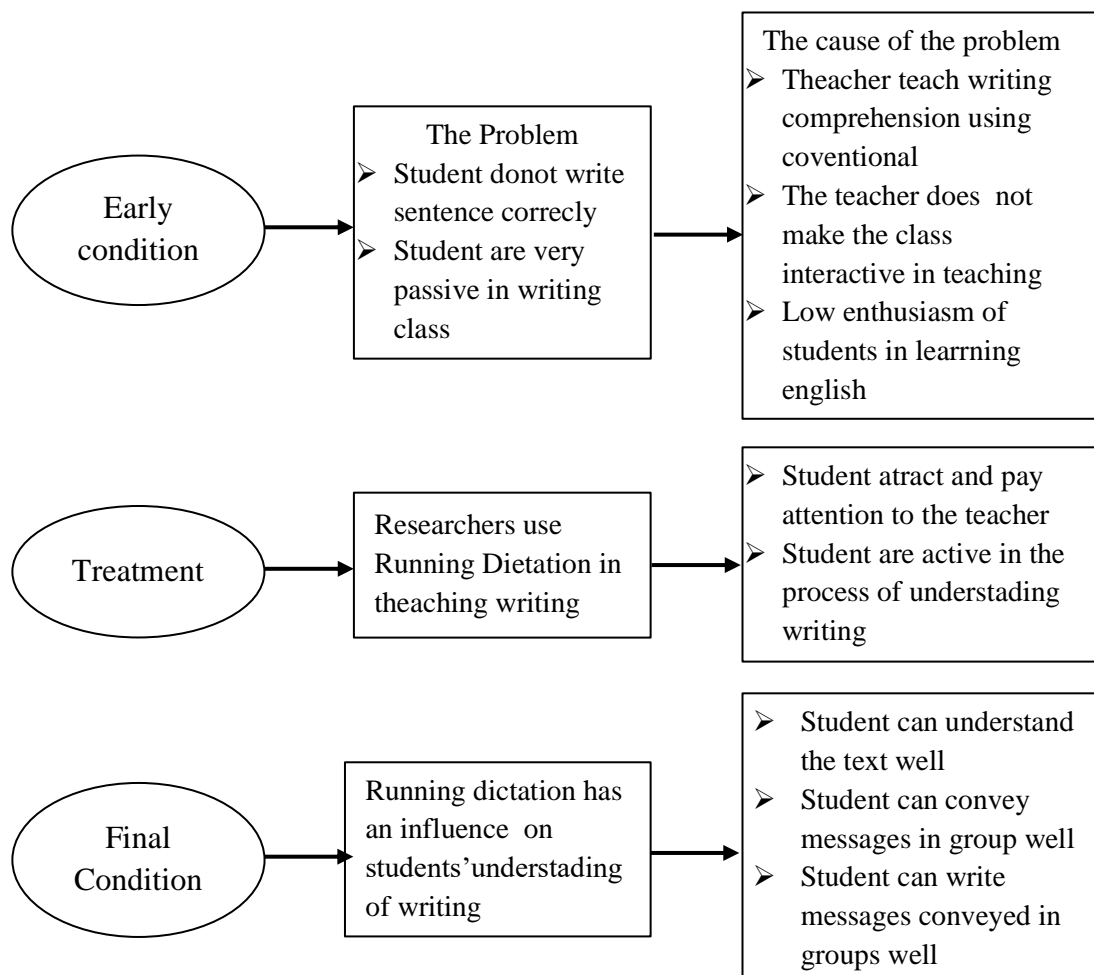 Early
condition
The Problem
➢ Student donot write
sentence correcly
➢ Student are very
passive in writing
class
The cause of the problem
➢ Theacher teach writing
comprehension using
coventional
➢ The teacher does not
make the class
interactive in teaching
➢ Low enthusiasm of
students in learrning
english
Treatment
Researchers use
Running Dietation in
theaching writing
➢ Student atract and pay
attention to the teacher
➢ Student are active in the
process of understading
writing
Final
Condition
Running dictation has
an influence on
students’understading
of writing
➢ Student can understand
the text well
➢ Student can convey
messages in group well
➢ Student can write
messages conveyed in
groups well